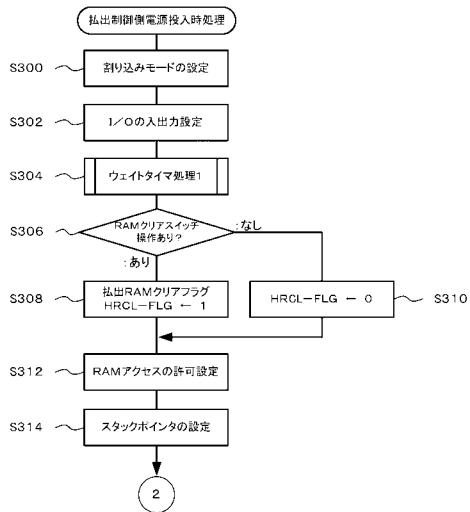 払出制御側電源投入時処理
S300
割り込みモードの設定
S302
I/Oの入出力設定
S304
ウェイトタイマ処理1
S306
RAMクリアスイッチ
操作あり?
:なし
:あり
S308
払出RAMクリアフラグ
HRCL-FLG ← 1
HRCL-FLG ← 0
S310
S312
RAMアクセスの許可設定
S314
スタックポインタの設定
2